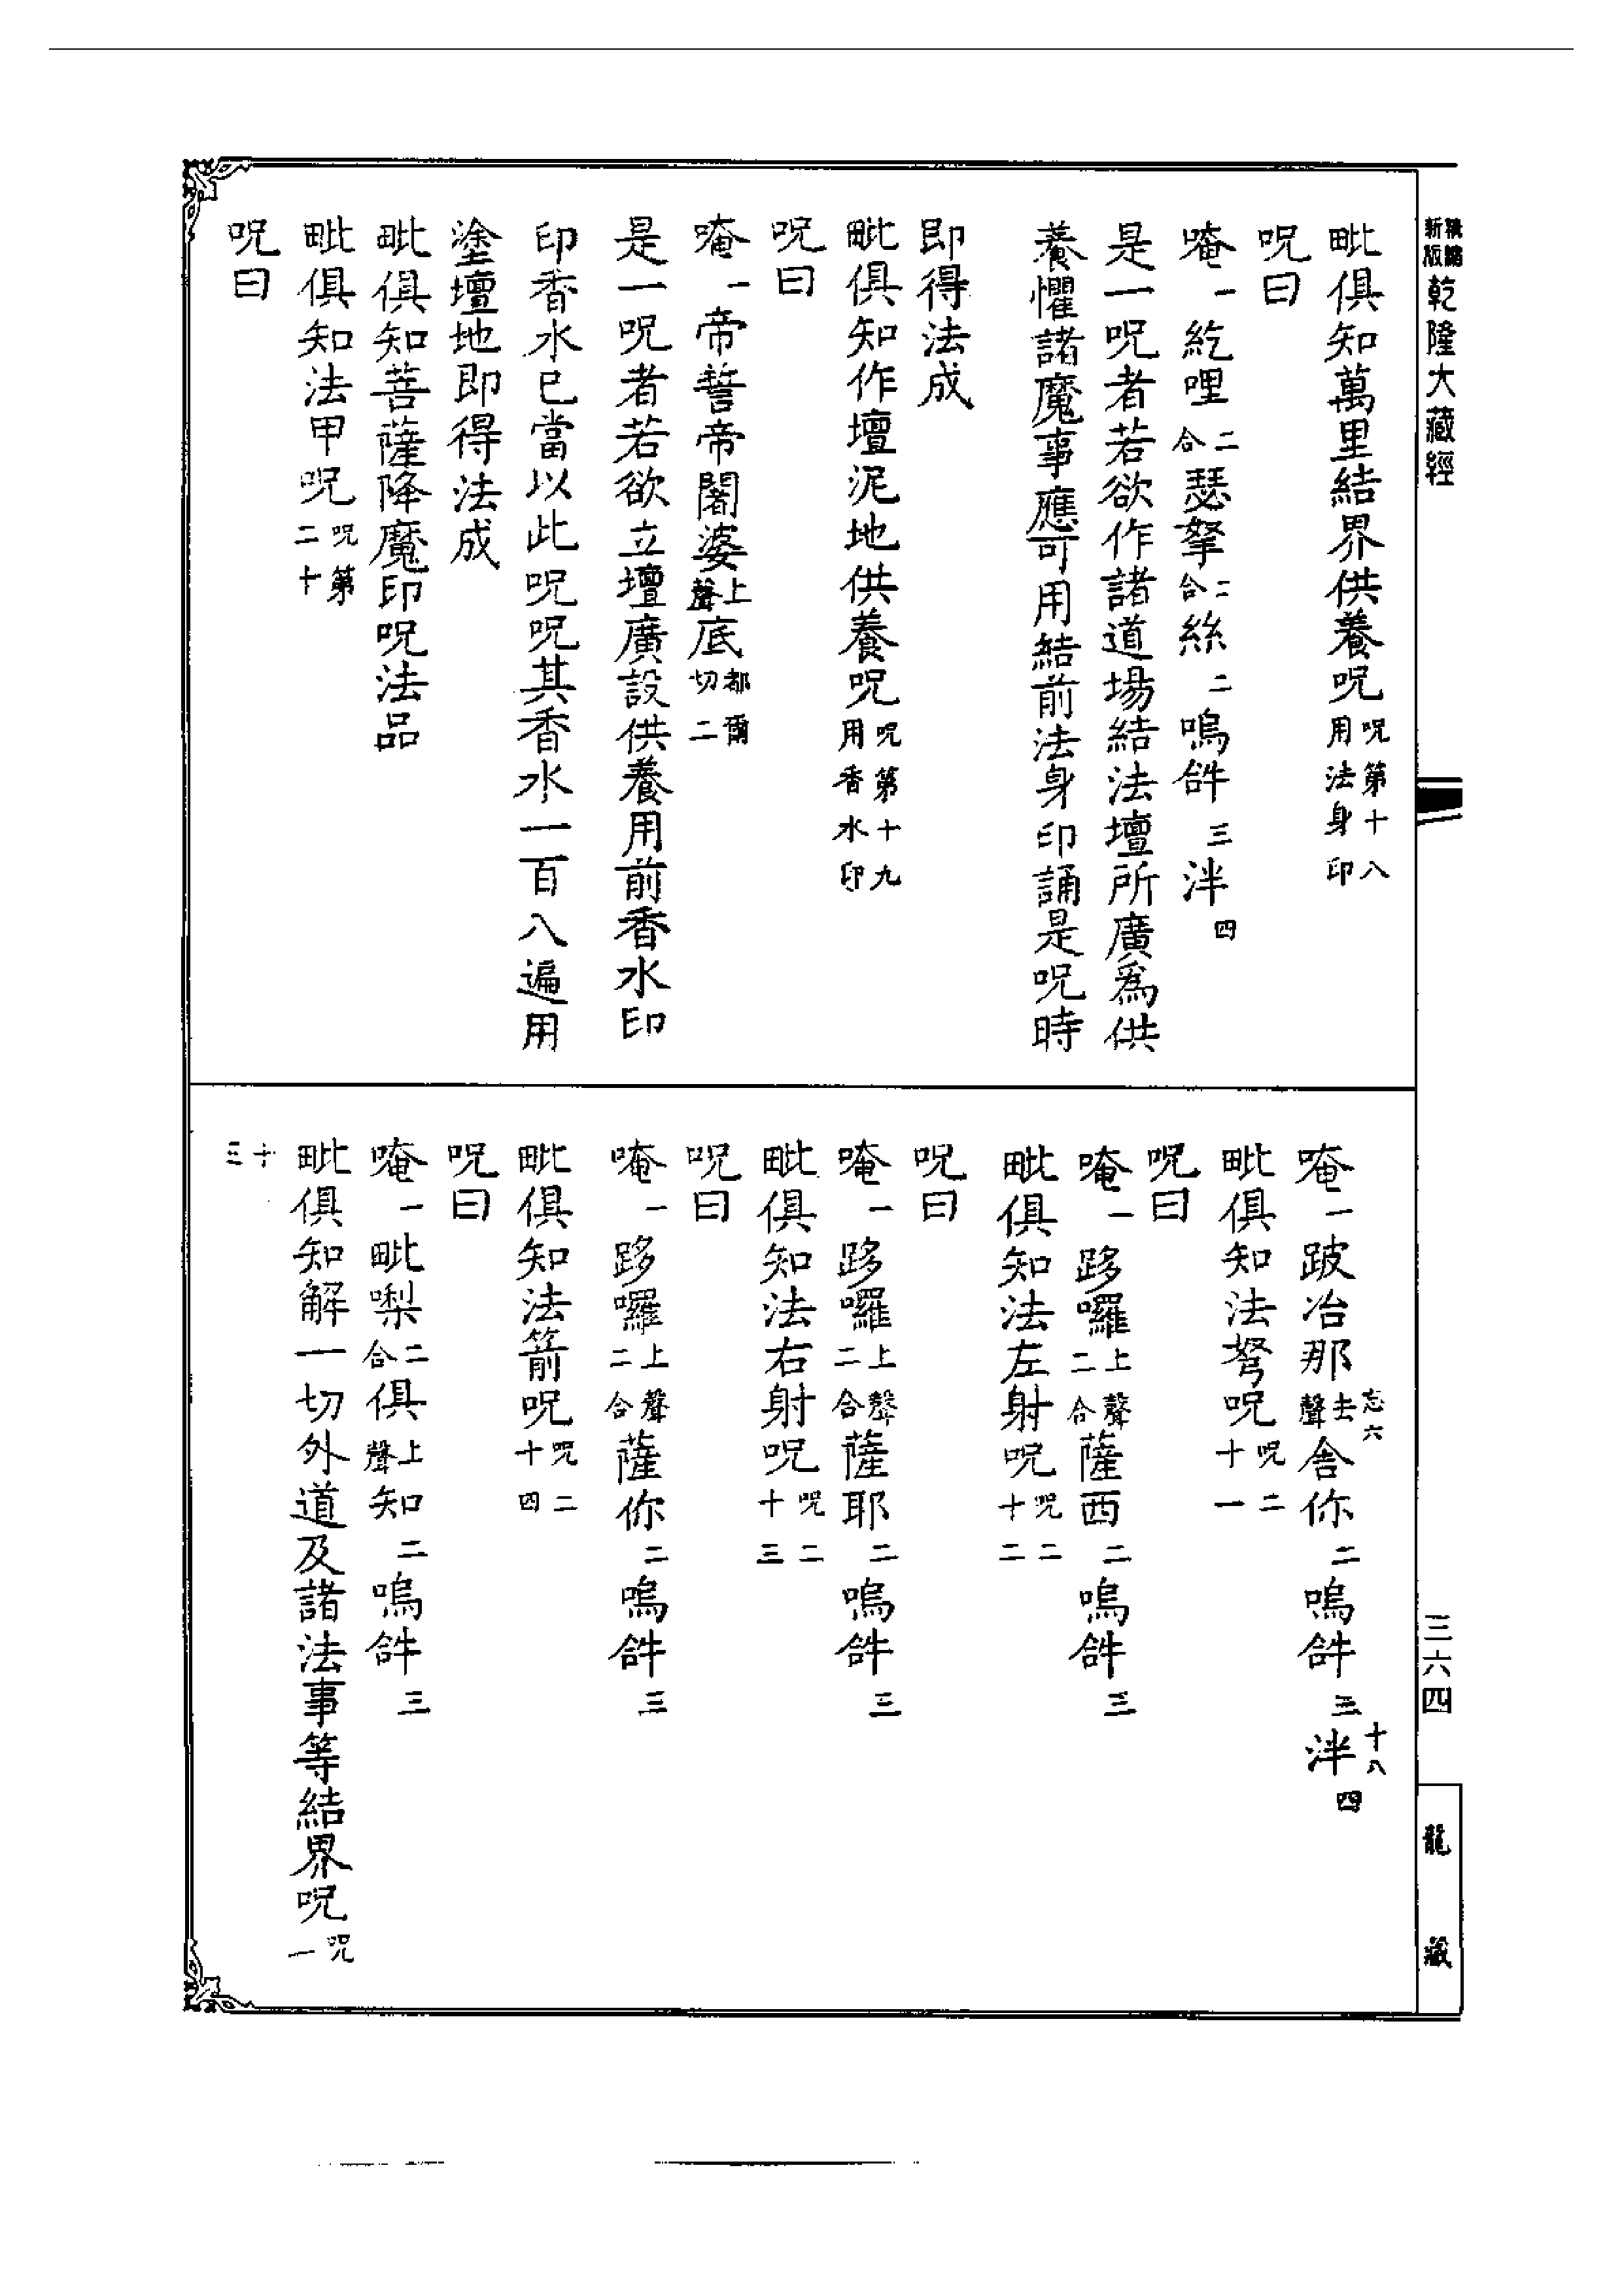 新版
乾隆大藏經
三六四
龍藏
毗俱知萬里結界供養呪呪第十八用法身印
呪曰
唵一紇哩二合瑟拏二合絲二嗚𤙖三泮四
是一呪者若欲作諸道場結法壇所廣為供
養懼諸魔事應可用結前法身印誦是呪時
即得法成
毗俱知作壇泥地供養呪呪第十九用香水印
呪曰
唵一帝誓帝闍婆上聲底都爾切二
是一呪者若欲立壇廣設供養用前香水印
印香水已當以此呪呪其香水一百八遍用
塗壇地即得法成
毗俱知菩薩降魔印呪法品
毗俱知法甲呪呪第二十
呪曰
唵一跛冶那去聲舍你二嗚𤙖三泮四
忘六
十八
毗俱知法弩呪呪二十一
呪曰
唵一跢囉上聲二合薩西二嗚𤙖三
毗俱知法左射呪呪二十二
呪曰
唵一跢囉上聲二合薩耶二嗚𤙖三
毗俱知法右射呪呪二十三
呪曰
唵一跢囉上聲二合薩你二嗚𤙖三
毗俱知法箭呪呪二十四
呪曰
唵一毗㗚二合俱上聲知二嗚𤙖三
毗俱知解一切外道及諸法事等結界呪呪一
十三